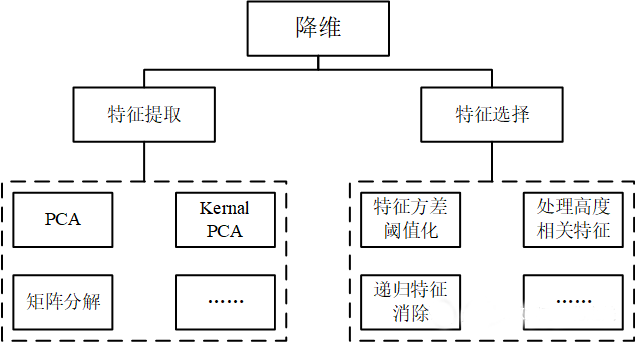 降维
特征提取
特征选择
PCA
Kernal
PCA
矩阵分解
……
特征方差
阈值化
处理高度
相关特征
递归特征
消除
……